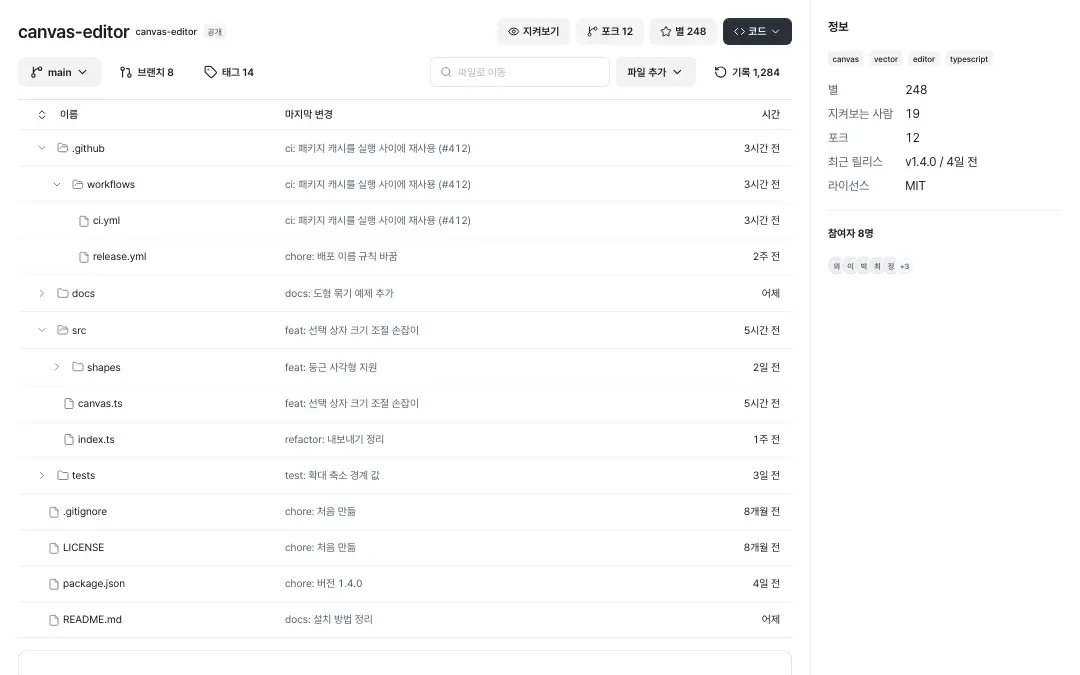 canvas-editor canvas-editor 공개 지켜보기 포크 12 별 248 코드
main 브랜치 8 태그 14 파일로 이동 파일 추가 기록 1,284
이름 마지막 변경 시간
.github ci: 패키지 캐시를 실행 사이에 재사용 (#412) 3시간 전
workflows ci: 패키지 캐시를 실행 사이에 재사용 (#412) 3시간 전
ci.yml ci: 패키지 캐시를 실행 사이에 재사용 (#412) 3시간 전
release.yml chore: 배포 이름 규칙 바꿈 2주 전
docs docs: 도형 묶기 예제 추가 어제
src feat: 선택 상자 크기 조절 손잡이 5시간 전
shapes feat: 둥근 사각형 지원 2일 전
canvas.ts feat: 선택 상자 크기 조절 손잡이 5시간 전
index.ts refactor: 내보내기 정리 1주 전
tests test: 확대 축소 경계 값 3일 전
.gitignore chore: 처음 만듦 8개월 전
LICENSE chore: 처음 만듦 8개월 전
package.json chore: 버전 1.4.0 4일 전
README.md docs: 설치 방법 정리 어제
정보
canvas vector editor typescript
별 248
지켜보는 사람 19
포크 12
최근 릴리스 v1.4.0 / 4일 전
라이선스 MIT
참여자 8명
이 박 최 정 +3